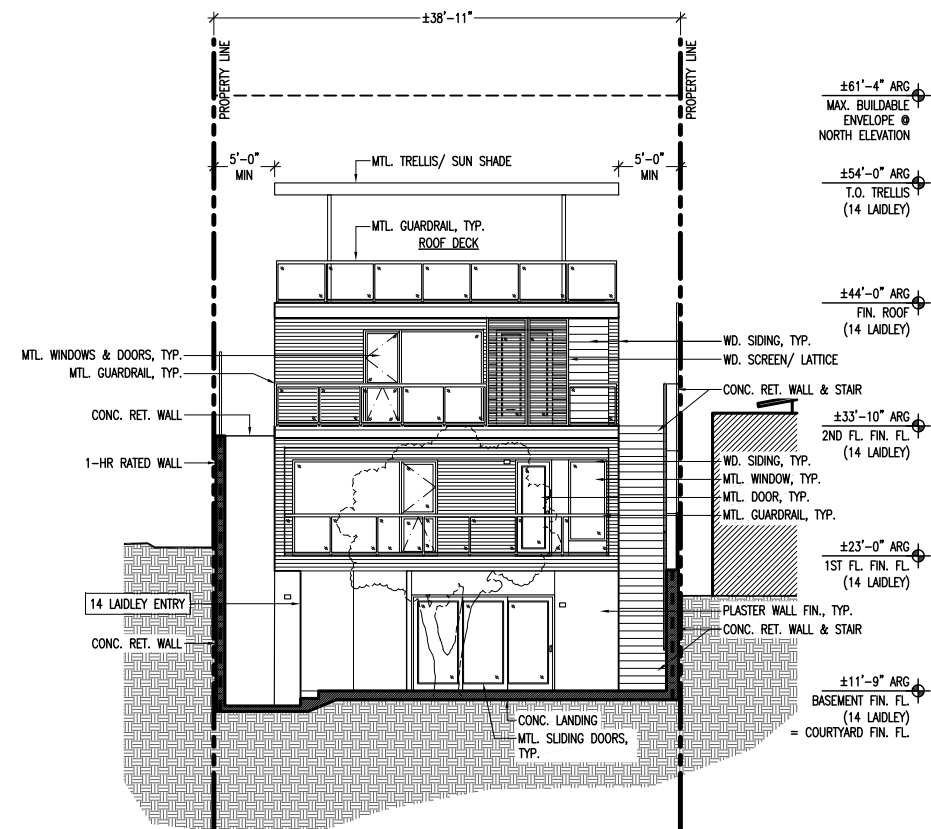 ±38'-11"
PROPERTY LINE
PROPERTY LINE
±61'-4" ARG
MAX. BUILDABLE
ENVELOPE @
NORTH ELEVATION
5'-0"
MIN
MTL. TRELLIS/ SUN SHADE
5'-0"
MIN
±54'-0" ARG
T.O. TRELLIS
(14 LAIDLEY)
MTL. GUARDRAIL, TYP.
ROOF DECK
±44'-0" ARG
FIN. ROOF
(14 LAIDLEY)
MTL. WINDOWS & DOORS, TYP.
MTL. GUARDRAIL, TYP.
CONC. RET. WALL
1-HR RATED WALL
WD. SIDING, TYP.
WD. SCREEN/ LATTICE
CONC. RET. WALL & STAIR
±33'-10" ARG
2ND FL. FIN. FL.
(14 LAIDLEY)
WD. SIDING, TYP.
MTL. WINDOW, TYP.
MTL. DOOR, TYP.
MTL. GUARDRAIL, TYP.
±23'-0" ARG
1ST FL. FIN. FL.
(14 LAIDLEY)
14 LAIDLEY ENTRY
CONC. RET. WALL
PLASTER WALL FIN., TYP.
CONC. RET. WALL & STAIR
±11'-9" ARG
BASEMENT FIN. FL.
(14 LAIDLEY)
= COURTYARD FIN. FL.
CONC. LANDING
MTL. SLIDING DOORS,
TYP.